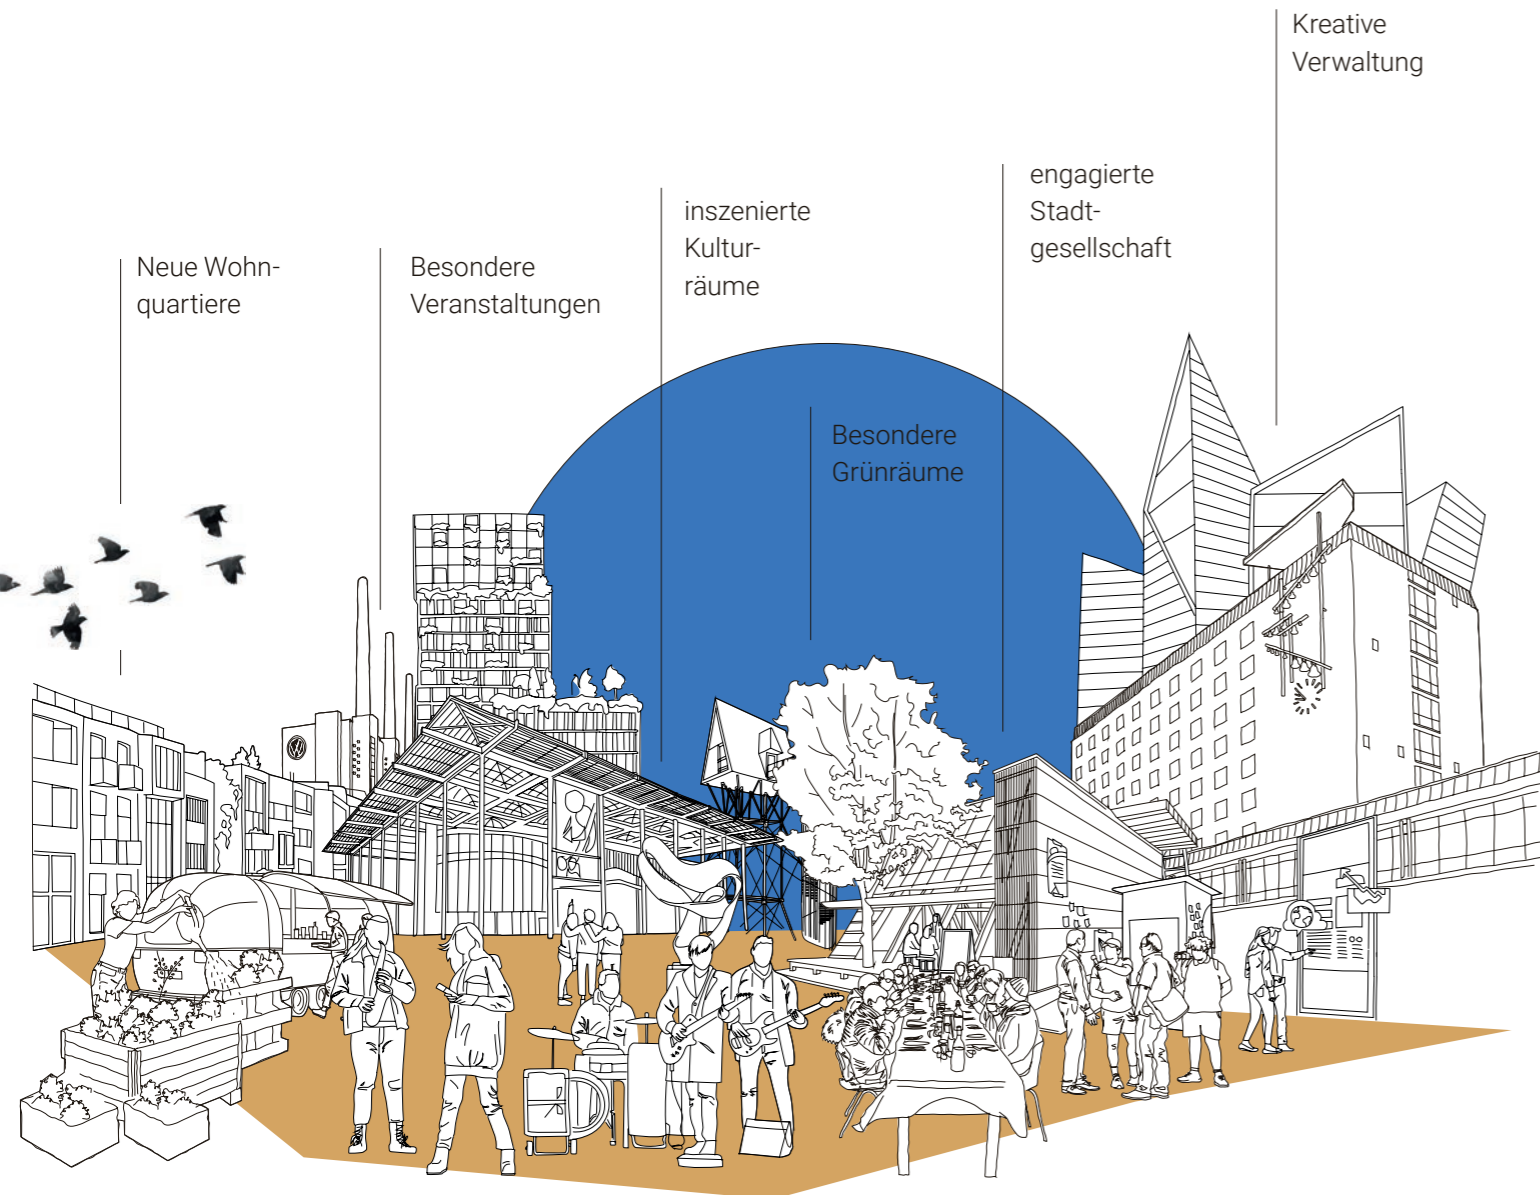 Neue Wohn-
quartiere
Besondere
Veranstaltungen
inszenierte
Kultur-
räume
Besondere
Grünräume
engagierte
Stadt-
gesellschaft
Kreative
Verwaltung